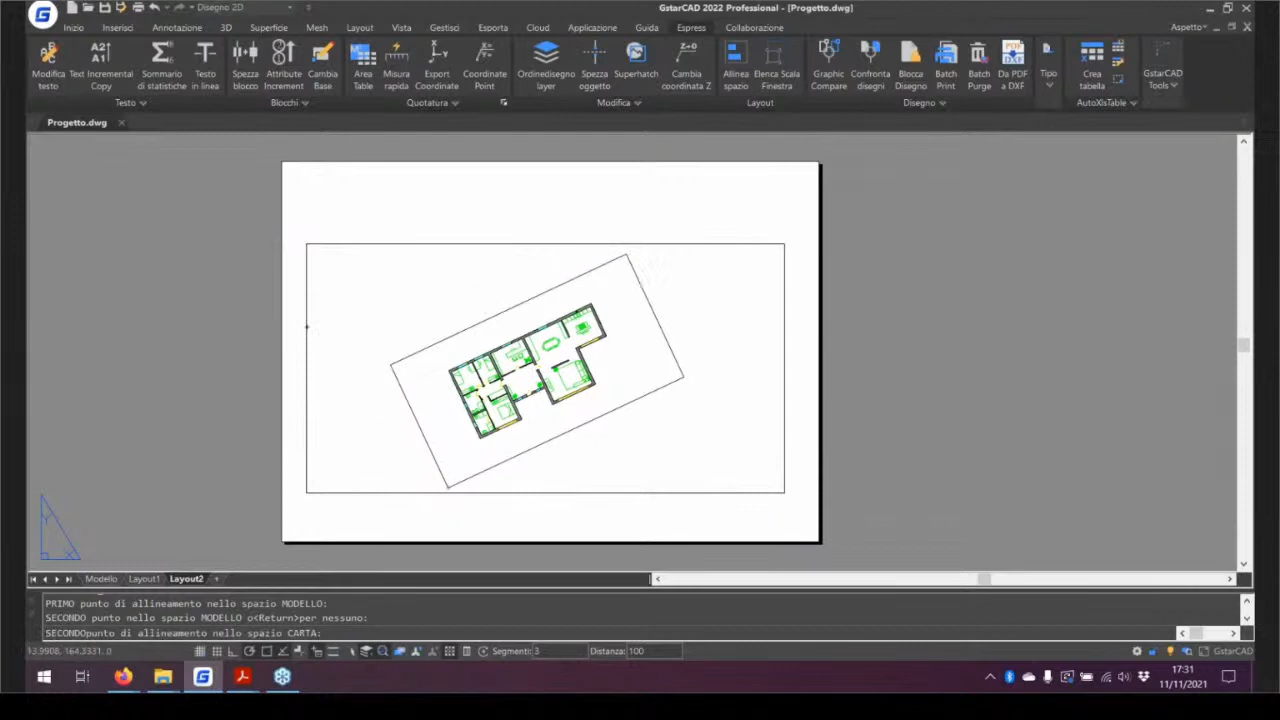 Disegno 2D
GstarCAD 2022 Professional - [Progetto.dwg]
Inizio Inserisci Annotazione 3D Superficie Mesh Layout Vista Gestisci Esporta Cloud Applicazione Guida Express Collaborazione Aspetto
Modifica testo
Text Incremental Copy
Sommario di statistiche
Testo in linea
Spezza blocco
Attribute Increment
Cambia Base
Area Table
Misura rapida
Export Coordinate
Coordinate Point
Ordinedisegno layer
Spezza oggetto
Superhatch
Cambia coordinata Z
Allinea spazio
Elenca Scala Finestra
Graphic Compare
Confronta disegni
Blocca Disegno
Batch Print
Batch Purge
Da PDF a DXF
Tipo
Crea tabella
GstarCAD Tools
Testo Blocchi Quotatura Modifica Layout Disegno AutoXlsTable
Progetto.dwg
Modello Layout1 Layout2 +
PRIMO punto di allineamento nello spazio MODELLO:
SECONDO punto nello spazio MODELLO o<Return>per nessuno:
SECONDOpunto di allineamento nello spazio CARTA:
13.9908, 164.3331, 0 Segmenti: 3 Distanza: 100 GstarCAD
17:31
11/11/2021